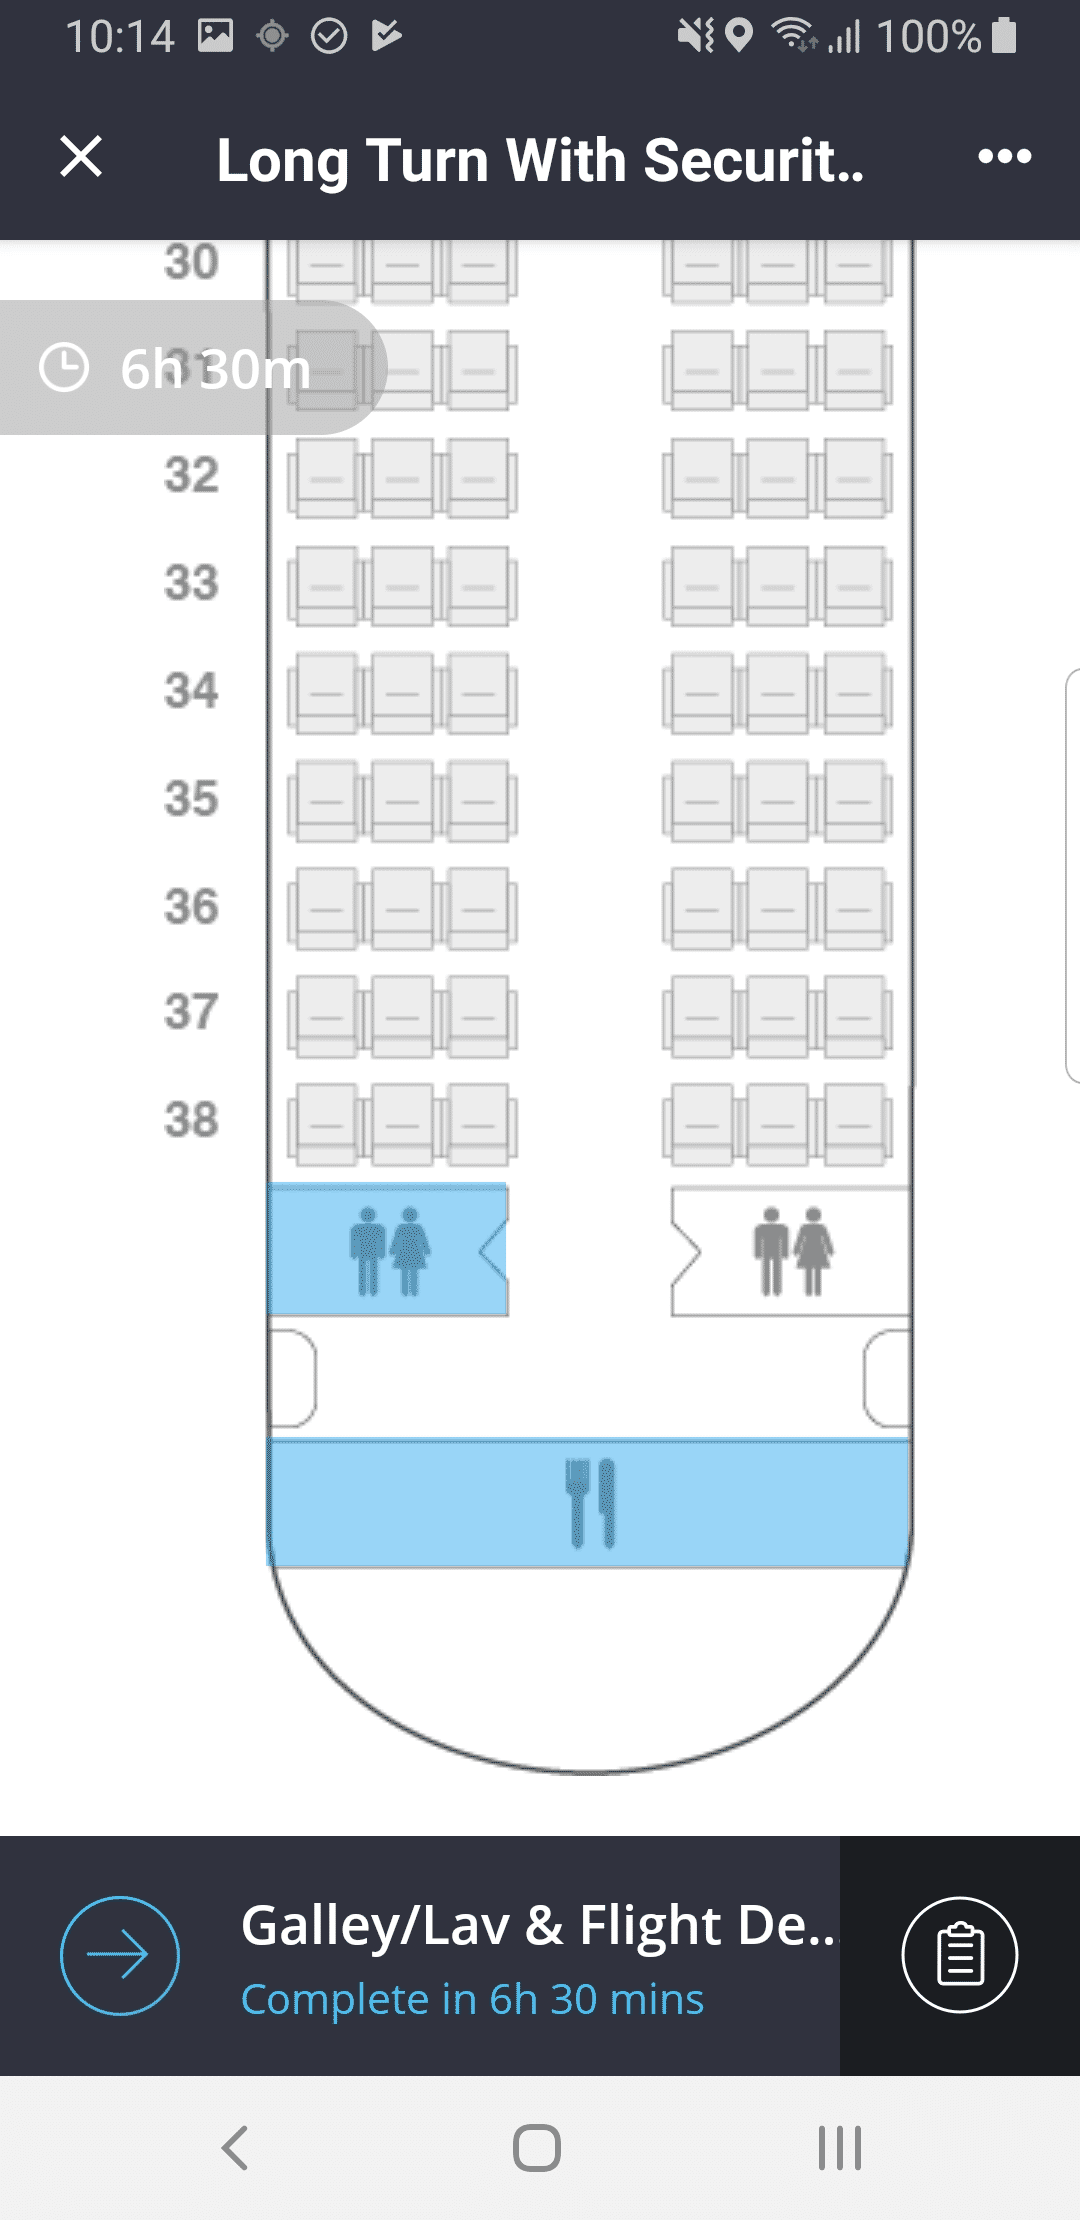 10:14 100%
Long Turn With Securit..
30
31
6h 30m
32
33
34
35
36
37
38
Galley/Lav & Flight De...
Complete in 6h 30 mins